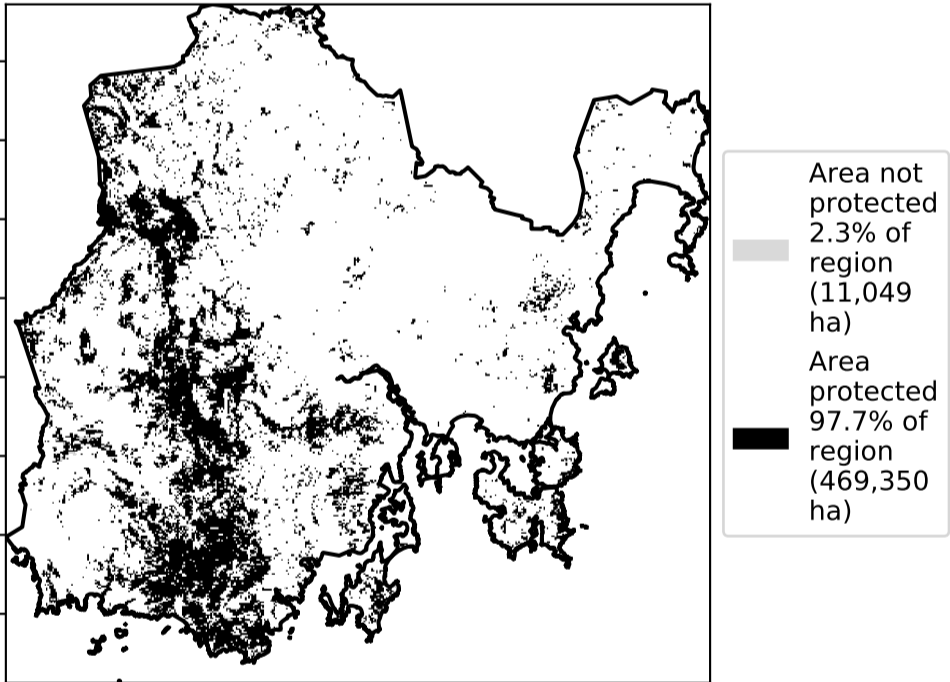 Area not
protected
2.3% of
region
(11,049
ha)
Area
protected
97.7% of
region
(469,350
ha)